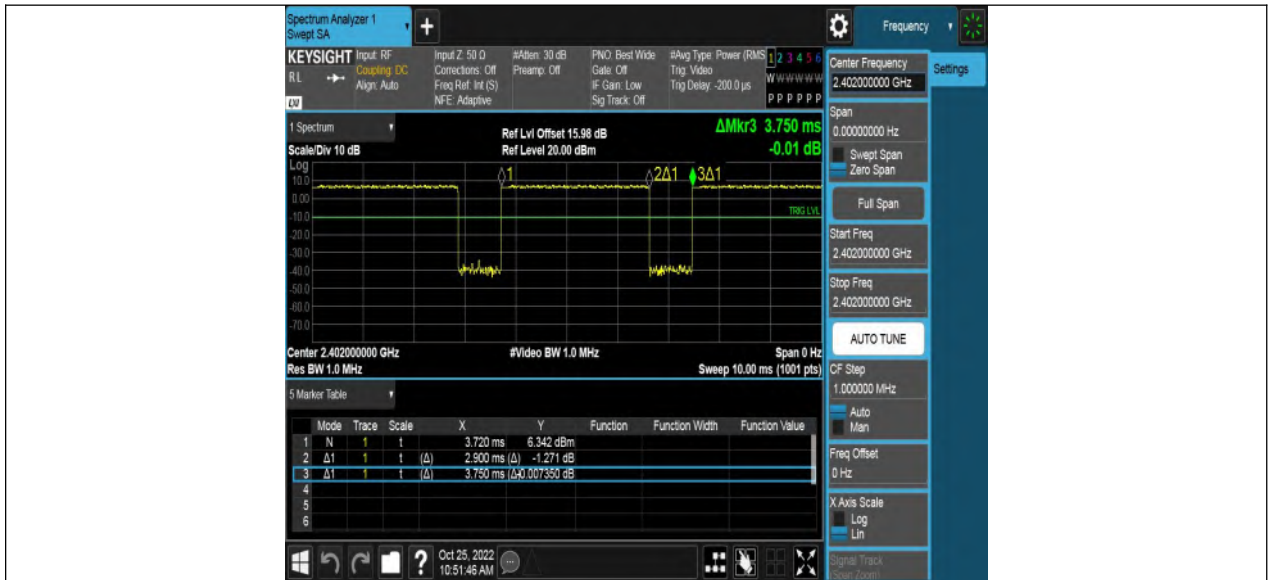 Spectrum Analyzer 1
Swept SA
+
Frequency
KEYSIGHT
RL
LXI
Input: RF
Coupling: DC
Align: Auto
Input Z: 50 Ω
Corrections: Off
Freq Ref: Int (S)
NFE: Adaptive
#Atten: 30 dB
Preamp: Off
PNO: Best Wide
Gate: Off
IF Gain: Low
Sig Track: Off
#Avg Type: Power (RMS
Trig: Video
Trig Delay: -200.0 µs
1 2 3 4 5 6
W W W W W W
P P P P P P
1 Spectrum
Scale/Div 10 dB
Ref Lvl Offset 15.98 dB
Ref Level 20.00 dBm
ΔMkr3 3.750 ms
-0.01 dB
Log
10.0
0.00
-10.0
-20.0
-30.0
-40.0
-50.0
-60.0
-70.0
1
2Δ1
3Δ1
TRIG LVL
Center 2.402000000 GHz
#Video BW 1.0 MHz
Span 0 Hz
Res BW 1.0 MHz
Sweep 10.00 ms (1001 pts)
5 Marker Table
Mode Trace Scale X Y Function Function Width Function Value
1 N 1 t 3.720 ms 6.342 dBm
2 Δ1 1 t (Δ) 2.900 ms (Δ) -1.271 dB
3 Δ1 1 t (Δ) 3.750 ms (Δ)-0.007350 dB
4
5
6
?
Oct 25, 2022
10:51:46 AM
Center Frequency
2.402000000 GHz
Settings
Span
0.00000000 Hz
Swept Span
Zero Span
Full Span
Start Freq
2.402000000 GHz
Stop Freq
2.402000000 GHz
AUTO TUNE
CF Step
1.000000 MHz
Auto
Man
Freq Offset
0 Hz
X Axis Scale
Log
Lin
Signal Track
(Span Zoom)